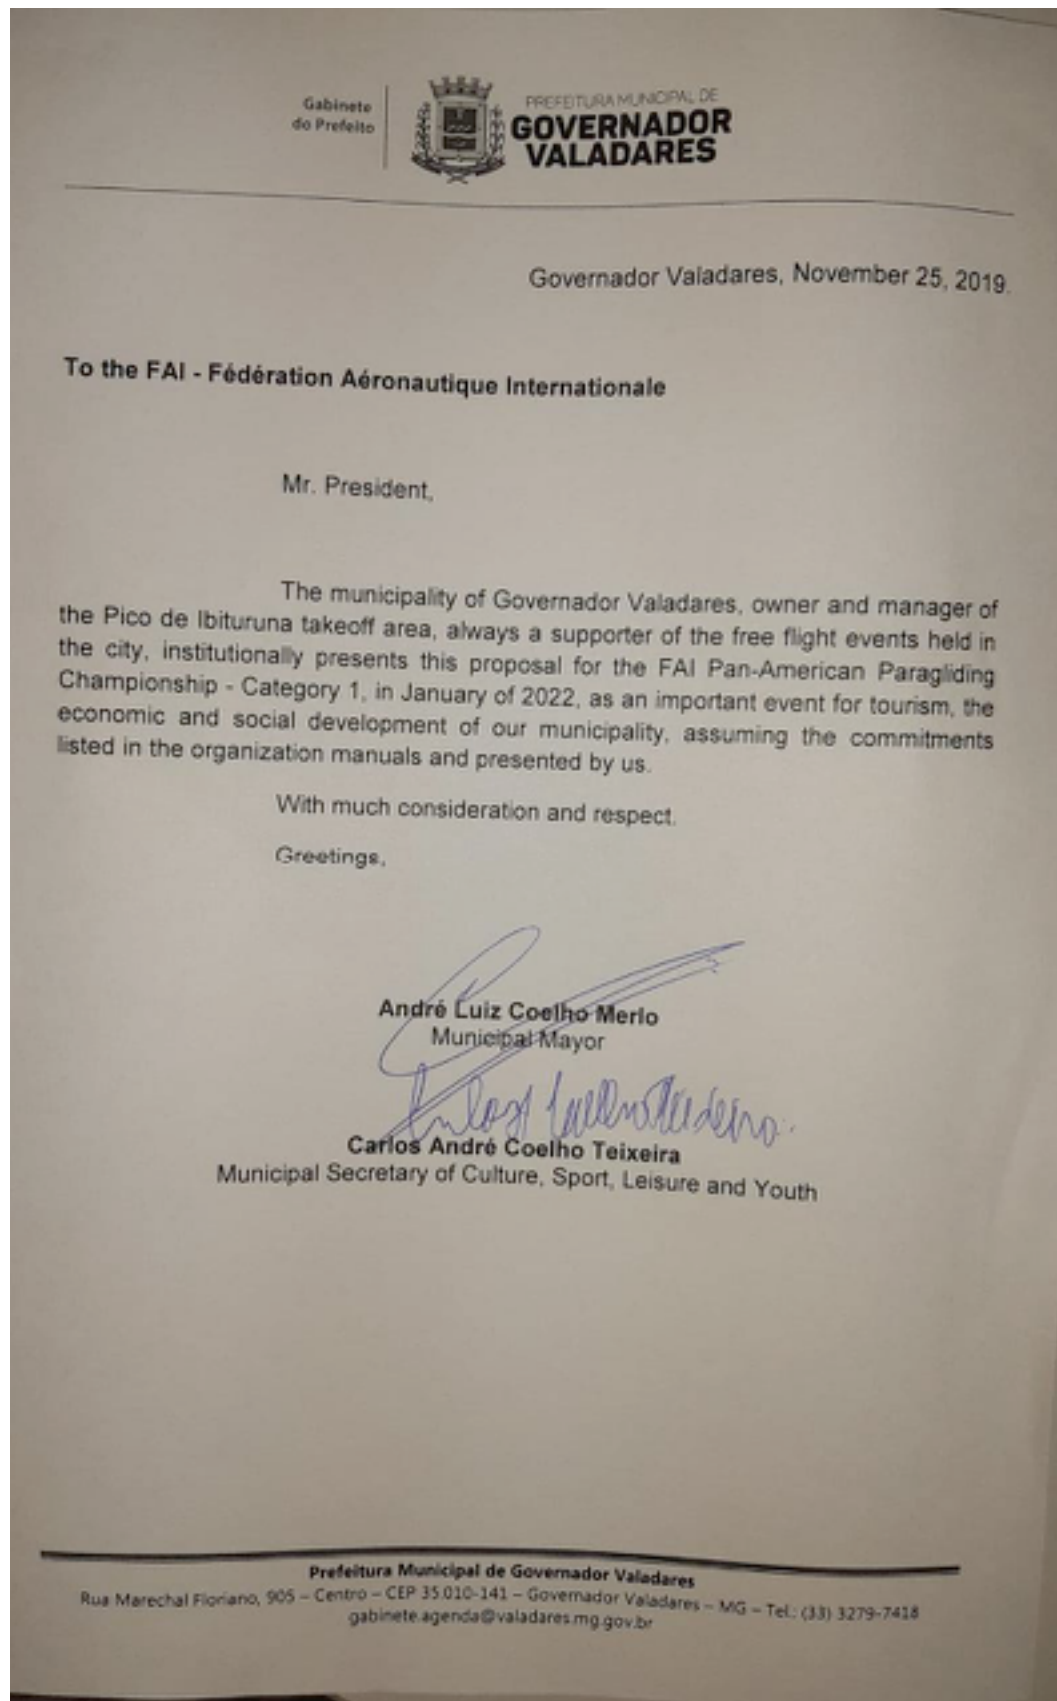 Gabinete
do Prefeito
PREFEITURA MUNICIPAL DE
GOVERNADOR
VALADARES
Governador Valadares, November 25, 2019.
To the FAI - Fédération Aéronautique Internationale
Mr. President,
The municipality of Governador Valadares, owner and manager of
the Pico de Ibituruna takeoff area, always a supporter of the free flight events held in
the city, institutionally presents this proposal for the FAI Pan-American Paragliding
Championship - Category 1, in January of 2022, as an important event for tourism, the
economic and social development of our municipality, assuming the commitments
listed in the organization manuals and presented by us.
With much consideration and respect.
Greetings,
André Luiz Coelho Merlo
Municipal Mayor
Carlos André Coelho Teixeira
Municipal Secretary of Culture, Sport, Leisure and Youth
Prefeitura Municipal de Governador Valadares
Rua Marechal Floriano, 905 – Centro – CEP 35.010-141 – Governador Valadares – MG – Tel.: (33) 3279-7418
gabinete.agenda@valadares.mg.gov.br